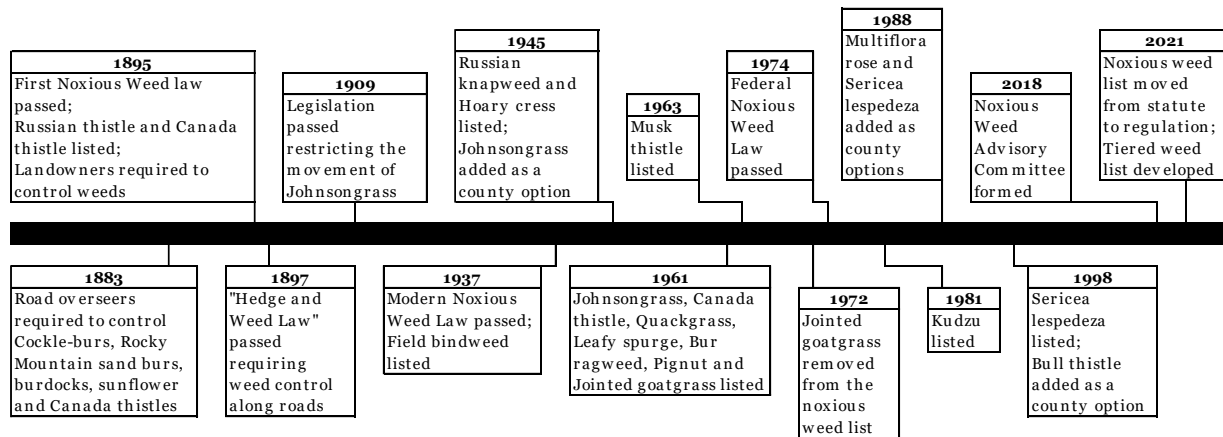 1895
First Noxious Weed law
passed;
Russian thistle and Canada
thistle listed;
Landowners required to
control weeds
1909
Legislation
passed
restricting the
movement of
Johnsongrass
1945
Russian
knapweed and
Hoary cress
listed;
Johnsongrass
added as a
county option
1963
Musk
thistle
listed
1974
Federal
Noxious
Weed
Law
passed
1988
Multiflora
rose and
Sericea
lespedeza
added as
county
options
2018
Noxious
Weed
Advisory
Committee
formed
2021
Noxious weed
list moved
from statute
to regulation;
Tiered weed
list developed
1883
Road overseers
required to control
Cockle-burs, Rocky
Mountain sand burs,
burdocks, sunflower
and Canada thistles
1897
"Hedge and
Weed Law"
passed
requiring
weed control
along roads
1937
Modern Noxious
Weed Law passed;
Field bindweed
listed
1961
Johnsongrass, Canada
thistle, Quackgrass,
Leafy spurge, Bur
ragweed, Pignut and
Jointed goatgrass listed
1972
Jointed
goatgrass
removed
from the
noxious
weed list
1981
Kudzu
listed
1998
Sericea
lespedeza
listed;
Bull thistle
added as a
county option